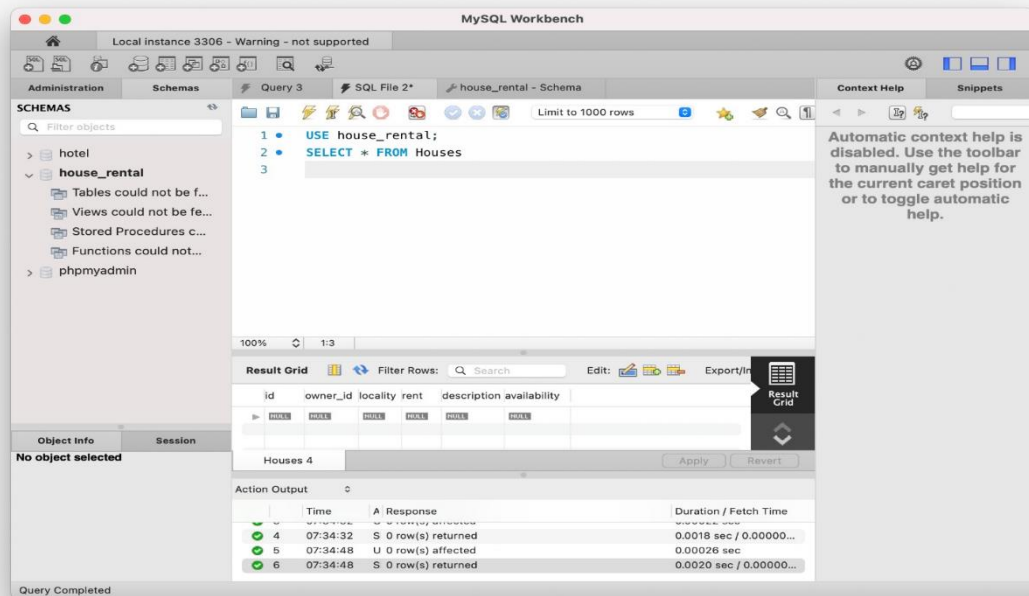 MySQL Workbench
Local instance 3306 - Warning - not supported
Administration
Schemas
SCHEMAS
Filter objects
hotel
house_rental
Tables could not be f...
Views could not be fe...
Stored Procedures c...
Functions could not...
phpmyadmin
Object Info
Session
No object selected
Query 3
SQL File 2*
house_rental - Schema
Limit to 1000 rows
1 USE house_rental;
2 SELECT * FROM Houses
3
100% 1:3
Result Grid Filter Rows: Search Edit: Export/In
id owner_id locality rent description availability
NULL NULL NULL NULL NULL NULL
Result
Grid
Houses 4
Apply Revert
Action Output
Time A Response Duration / Fetch Time
4 07:34:32 S 0 row(s) returned 0.0018 sec / 0.00000...
5 07:34:48 U 0 row(s) affected 0.00026 sec
6 07:34:48 S 0 row(s) returned 0.0020 sec / 0.00000...
Context Help
Snippets
Automatic context help is
disabled. Use the toolbar
to manually get help for
the current caret position
or to toggle automatic
help.
Query Completed